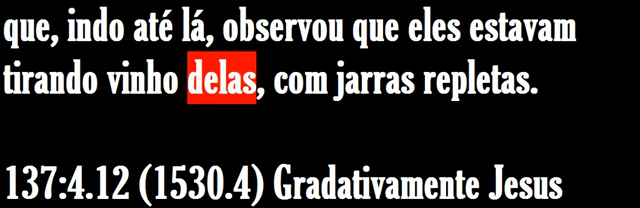 que, indo até lá, observou que eles estavam
tirando vinho delas, com jarras repletas.
137:4.12 (1530.4) Gradativamente Jesus